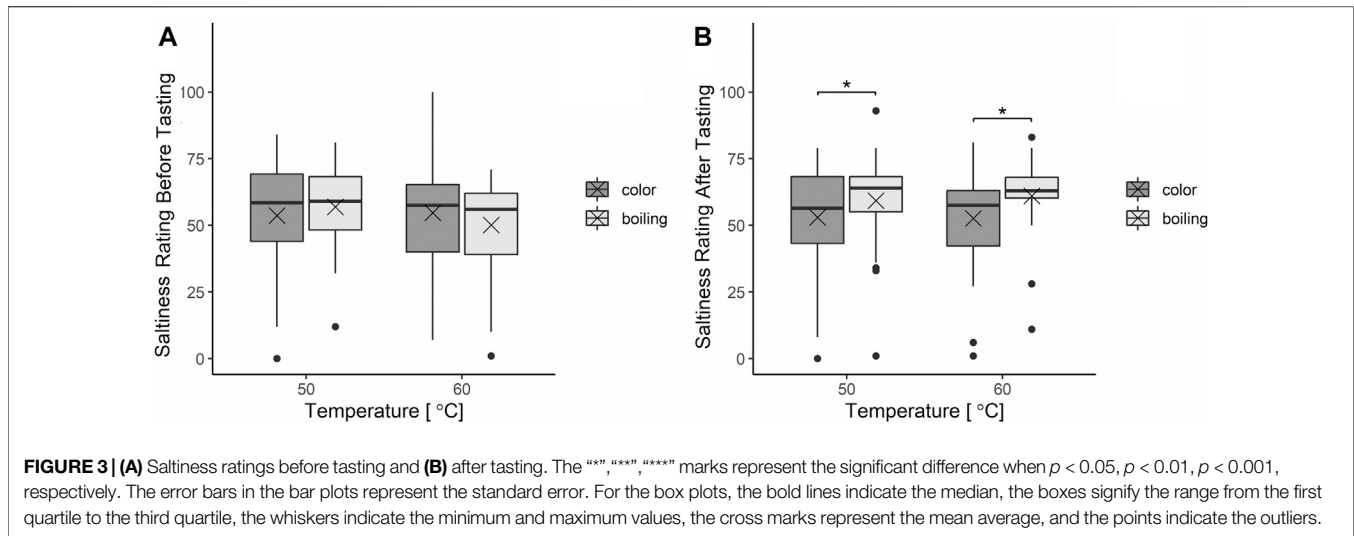 A
Saltiness Rating Before Tasting
100
75
50
25
0
50
60
Temperature [ °C]
color
boiling
B
Saltiness Rating After Tasting
100
75
50
25
0
*
*
50
60
Temperature [ °C]
color
boiling
FIGURE 3 | (A) Saltiness ratings before tasting and (B) after tasting. The “*”,“**”,“***” marks represent the significant difference when p < 0.05, p < 0.01, p < 0.001,
respectively. The error bars in the bar plots represent the standard error. For the box plots, the bold lines indicate the median, the boxes signify the range from the first
quartile to the third quartile, the whiskers indicate the minimum and maximum values, the cross marks represent the mean average, and the points indicate the outliers.